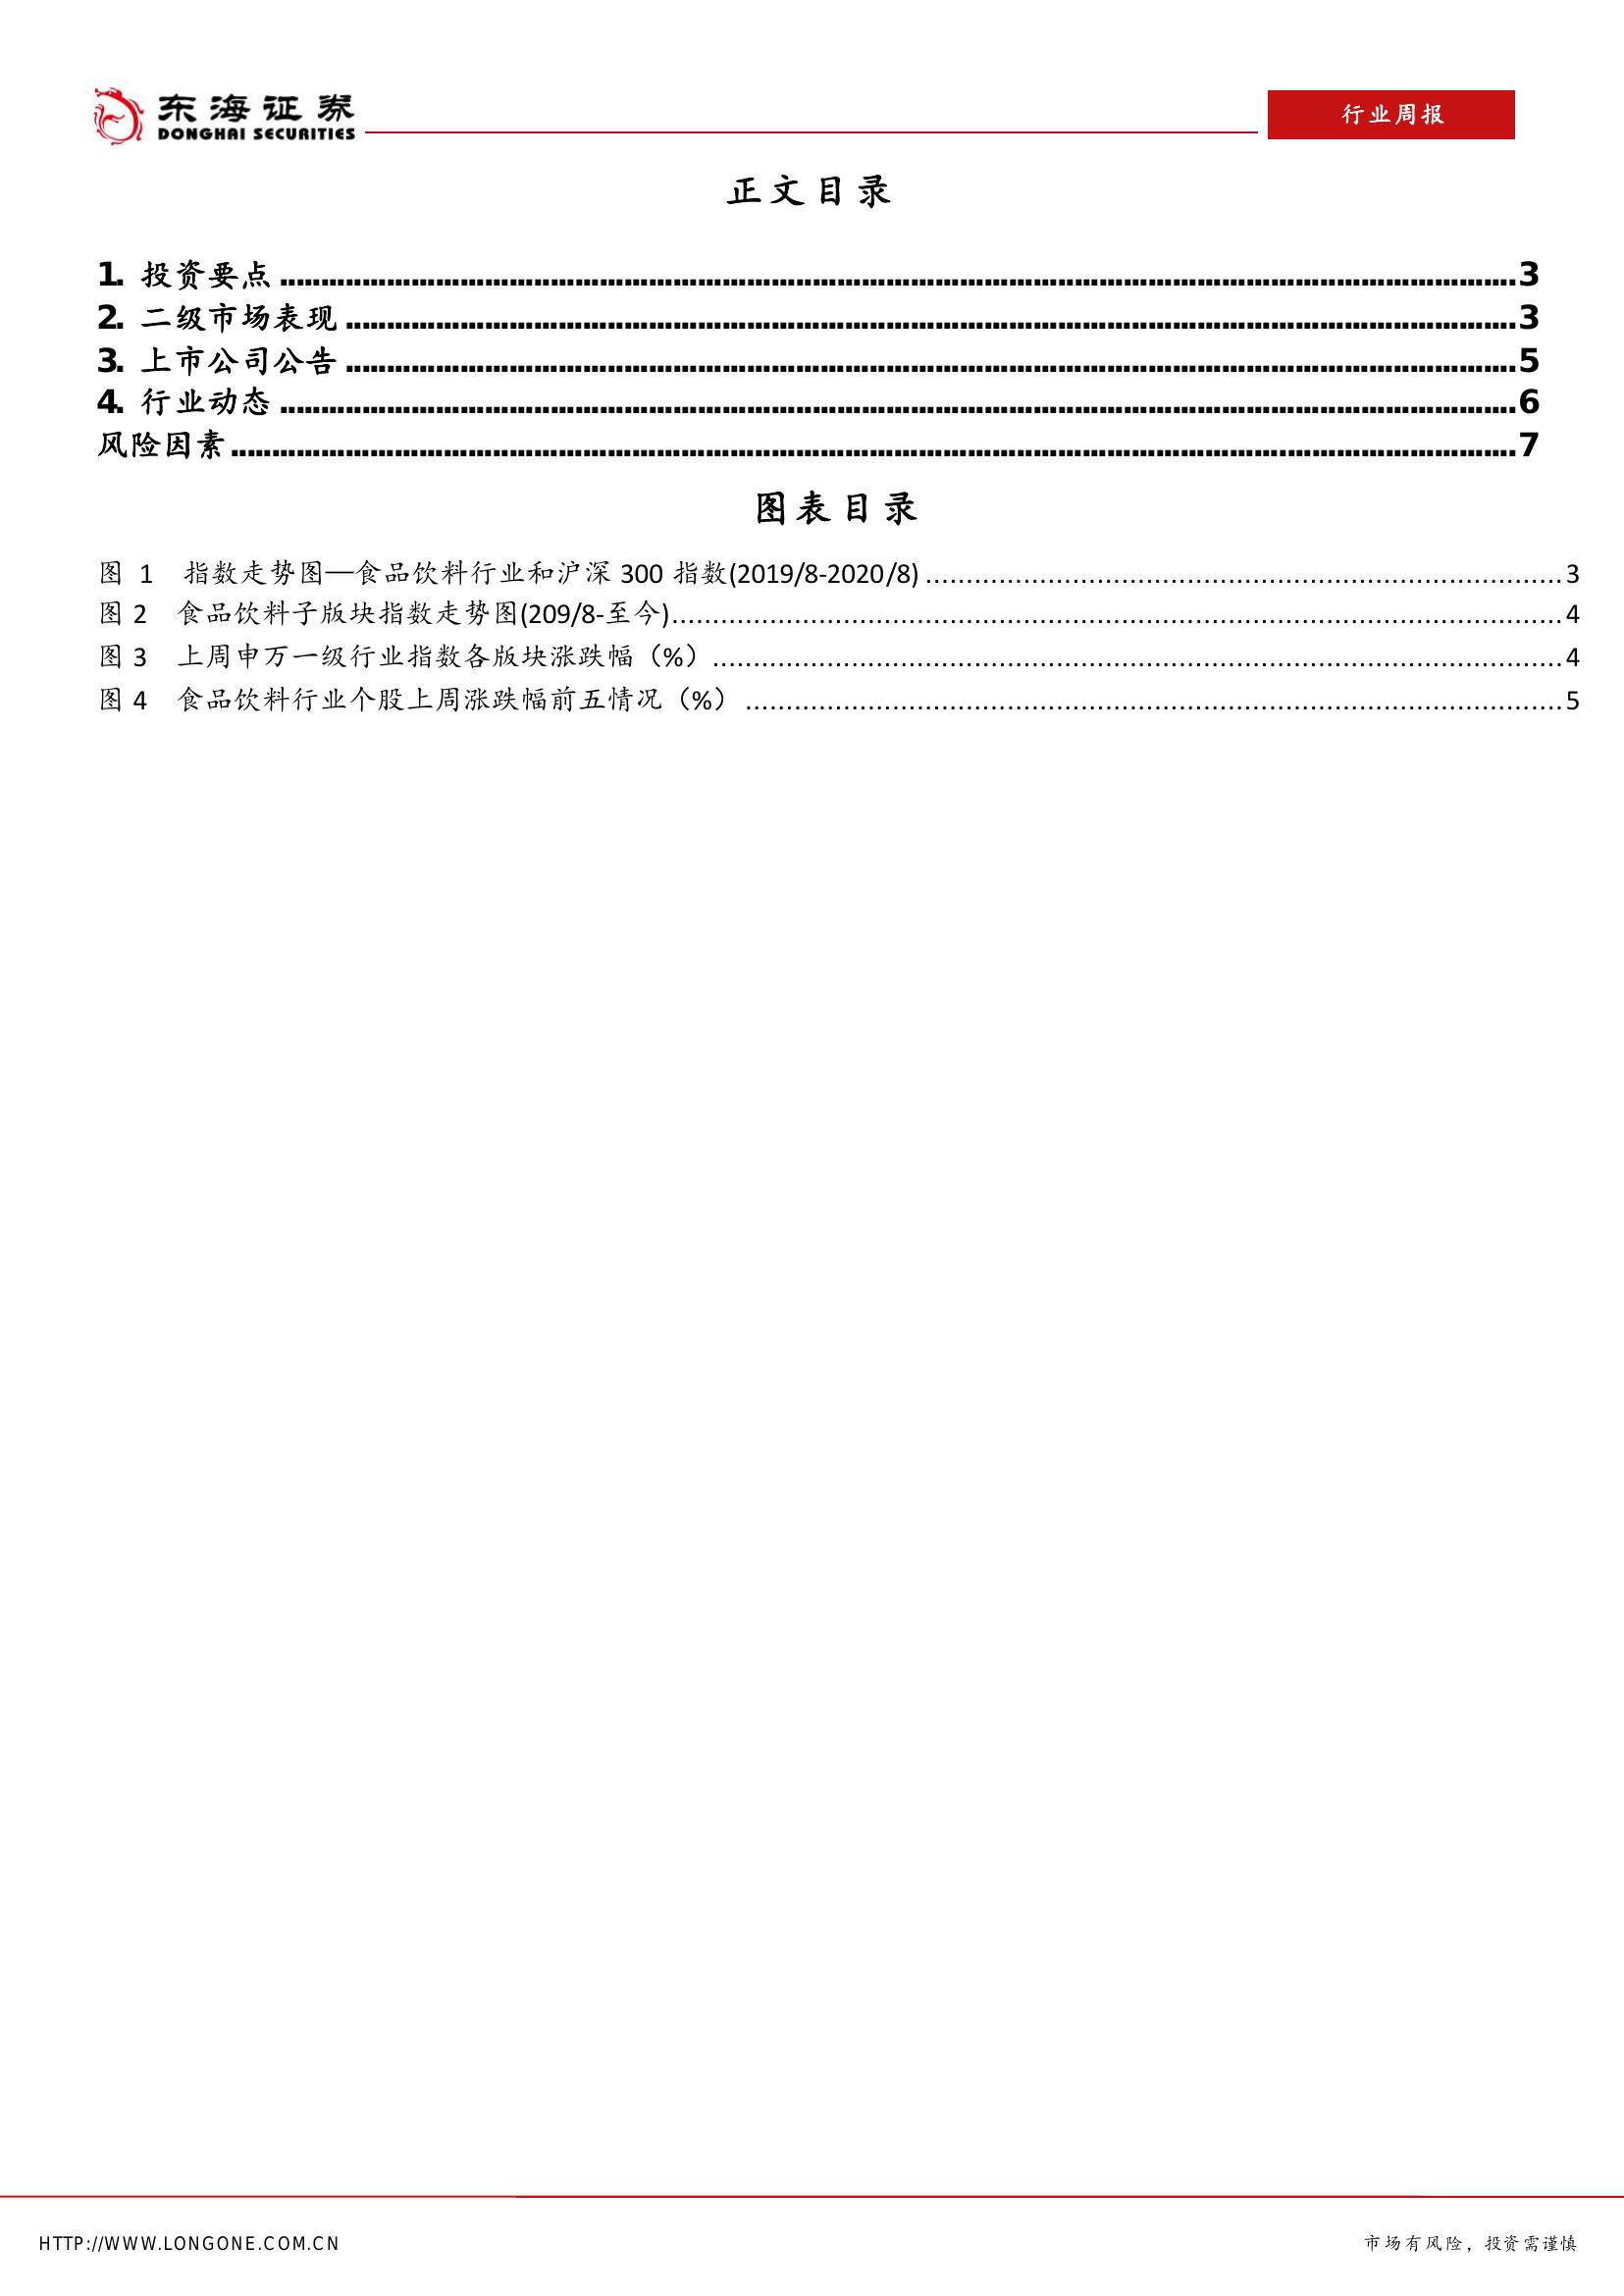 东海证券
DONGHAI SECURITIES
行业周报
正文目录
1. 投资要点........................................3
2. 二级市场表现........................................3
3. 上市公司公告........................................5
4. 行业动态........................................6
风险因素........................................7
图表目录
图 1 指数走势图—食品饮料行业和沪深 300 指数(2019/8-2020/8)........................................3
图 2 食品饮料子版块指数走势图(209/8-至今)........................................4
图 3 上周申万一级行业指数各版块涨跌幅（%）........................................4
图 4 食品饮料行业个股上周涨跌幅前五情况（%）........................................5
HTTP://WWW.LONGONE.COM.CN
市场有风险，投资需谨慎